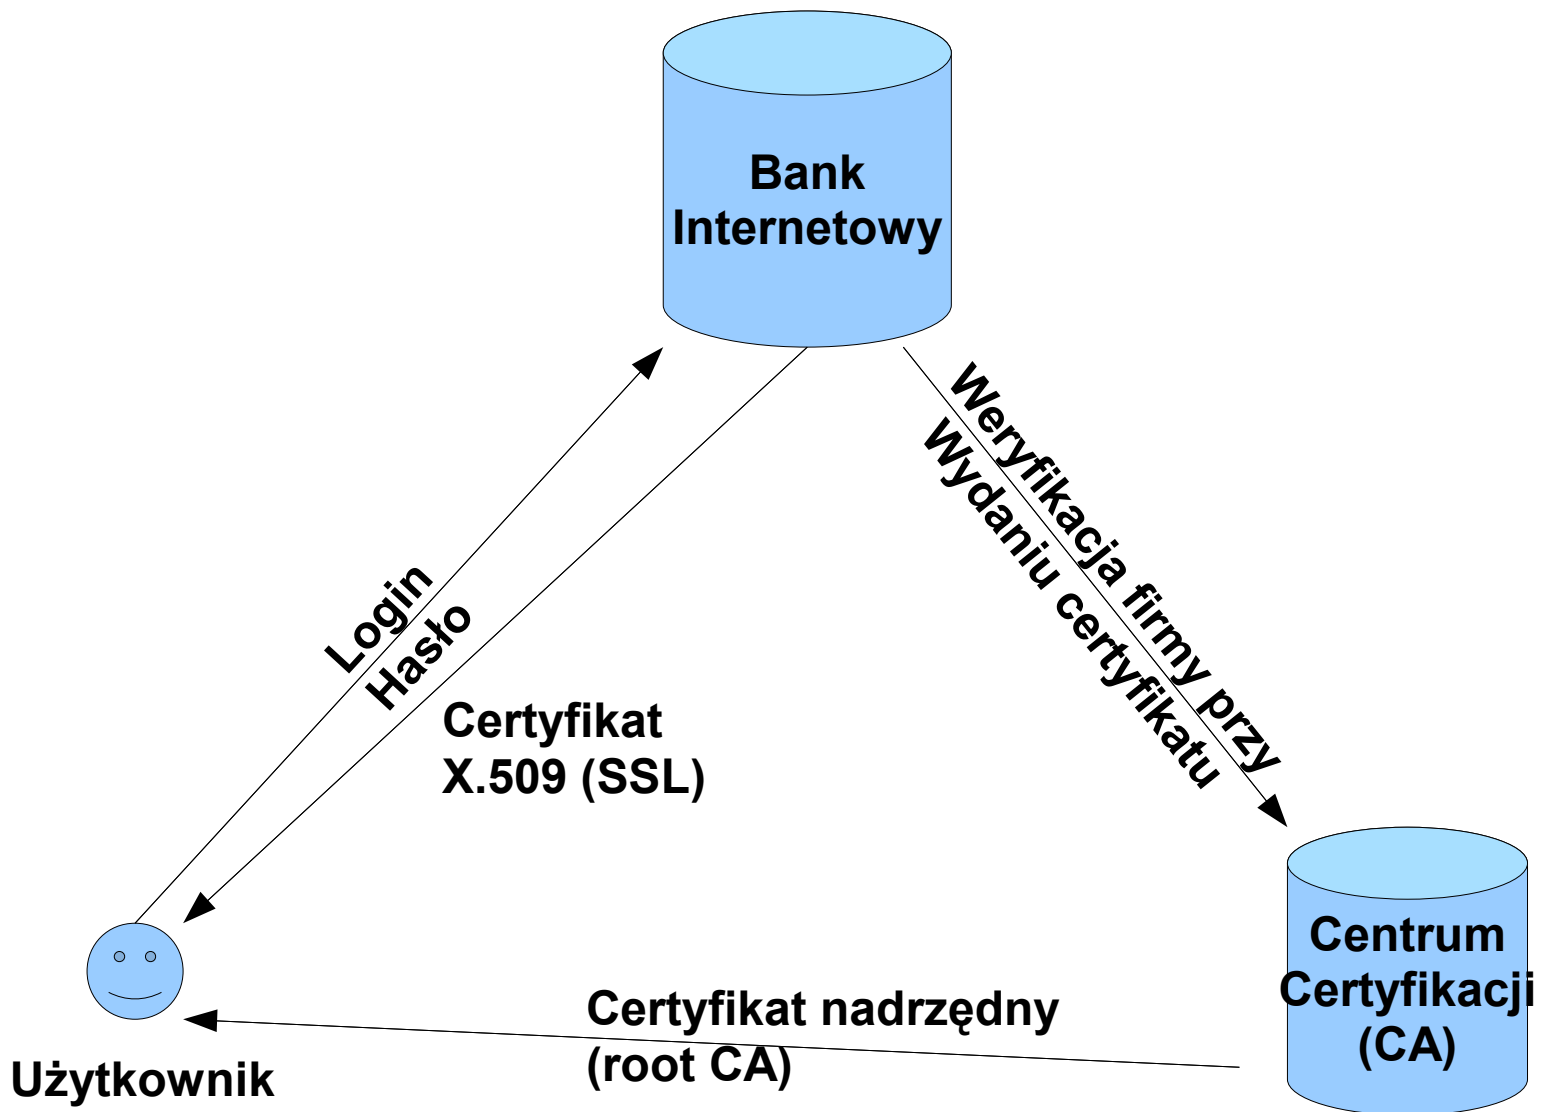 Bank
Internetowy
Weryfikacja firmy przy
Wydaniu certyfikatu
Login
Hasło
Certyfikat
X.509 (SSL)
Centrum
Certyfikacji
(CA)
Certyfikat nadrzędny
(root CA)
Użytkownik